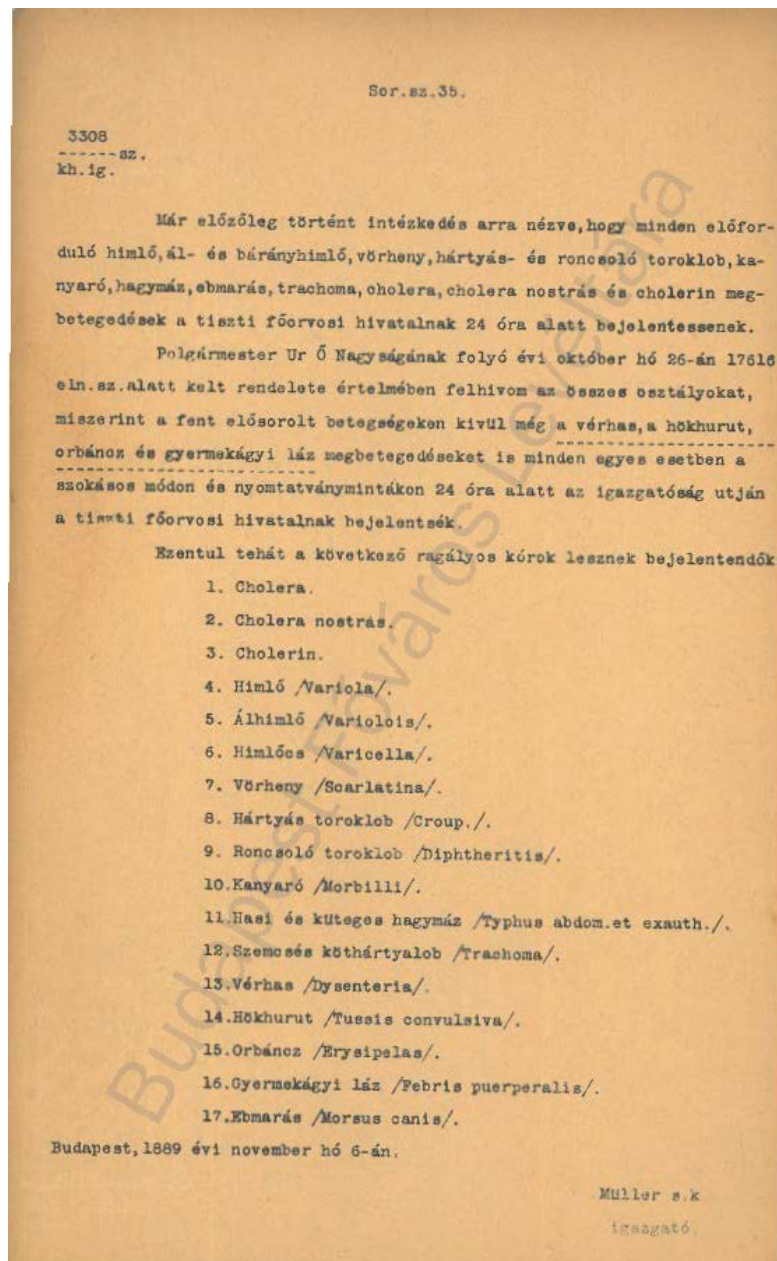 Sor.sz.35.
3308
------sz.
kh.ig.
Már előzőleg történt intézkedés arra nézve,hogy minden előfor-
duló himlő,ál- és bárányhimlő,vörheny,hártyás- és roncsoló toroklob,ka-
nyaró,hagymáz,ebmarás,trachoma,cholera,cholera nostrás és cholerin meg-
betegedések a tiszti főorvosi hivatalnak 24 óra alatt bejelentessenek.
Polgármester Ur Ő Nagyságának folyó évi október hó 26-án 17616
eln.sz.alatt kelt rendelete értelmében felhivom az összes osztályokat,
miszerint a fent elősorolt betegségeken kivül még a vérhas,a hökhurut,
orbáncz és gyermekágyi láz megbetegedéseket is minden egyes esetben a
szokásos módon és nyomtatványmintákon 24 óra alatt az igazgatóság utján
a tiszti főorvosi hivatalnak bejelentsék.
Ezentul tehát a következő ragályos kórok lesznek bejelentendők
1. Cholera.
2. Cholera nostrás.
3. Cholerin.
4. Himlő /Variola/.
5. Álhimlő /Variolois/.
6. Himlőcs /Varicella/.
7. Vörheny /Scarlatina/.
8. Hártyás toroklob /Croup./.
9. Roncsoló toroklob /Diphtheritis/.
10.Kanyaró /Morbilli/.
11.Hasi és küteges hagymáz /Typhus abdom.et exauth./.
12.Szemcsés köthártyalob /Trachoma/.
13.Vérhas /Dysenteria/.
14.Hökhurut /Tussis convulsiva/.
15.Orbáncz /Erysipelas/.
16.Gyermekágyi láz /Febris puerperalis/.
17.Ebmarás /Morsus canis/.
Budapest,1889 évi november hó 6-án.
Müller s.k
igazgató.
Budapest Főváros Levéltára